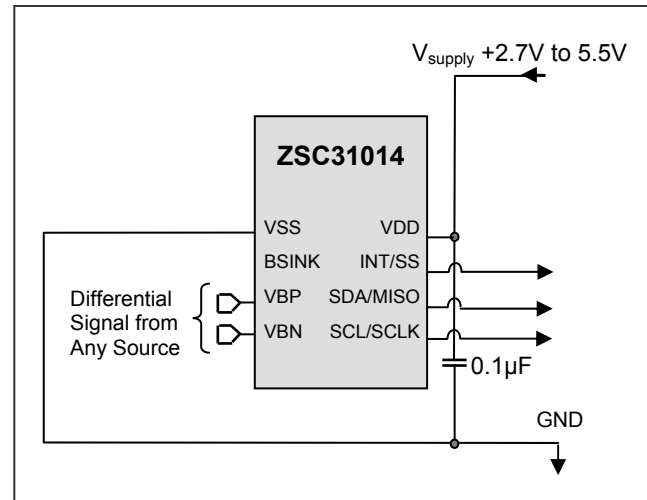 Vsupply +2.7V to 5.5V
ZSC31014
VSS VDD
BSINK INT/SS
VBP SDA/MISO
VBN SCL/SCLK
Differential
Signal from
Any Source
0.1µF
GND